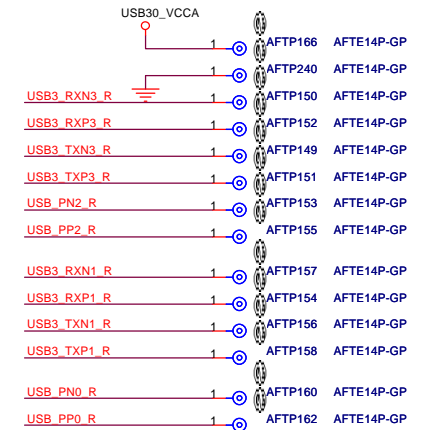 USB30_VCCA
1 AFTP166 AFTE14P-GP
1 AFTP240 AFTE14P-GP
USB3_RXN3_R 1 AFTP150 AFTE14P-GP
USB3_RXP3_R 1 AFTP152 AFTE14P-GP
USB3_TXN3_R 1 AFTP149 AFTE14P-GP
USB3_TXP3_R 1 AFTP151 AFTE14P-GP
USB_PN2_R 1 AFTP153 AFTE14P-GP
USB_PP2_R 1 AFTP155 AFTE14P-GP
USB3_RXN1_R 1 AFTP157 AFTE14P-GP
USB3_RXP1_R 1 AFTP154 AFTE14P-GP
USB3_TXN1_R 1 AFTP156 AFTE14P-GP
USB3_TXP1_R 1 AFTP158 AFTE14P-GP
USB_PN0_R 1 AFTP160 AFTE14P-GP
USB_PP0_R 1 AFTP162 AFTE14P-GP